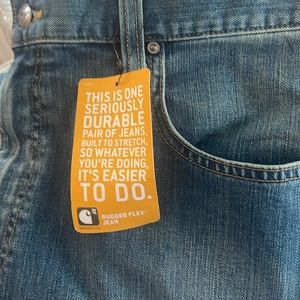 THIS IS ONE
SERIOUSLY
DURABLE
PAIR OF JEANS.
BUILT TO STRETCH,
SO WHATEVER
YOU'RE DOING,
IT'S EASIER
TO DO.
RUGGED FLEX™
JEAN